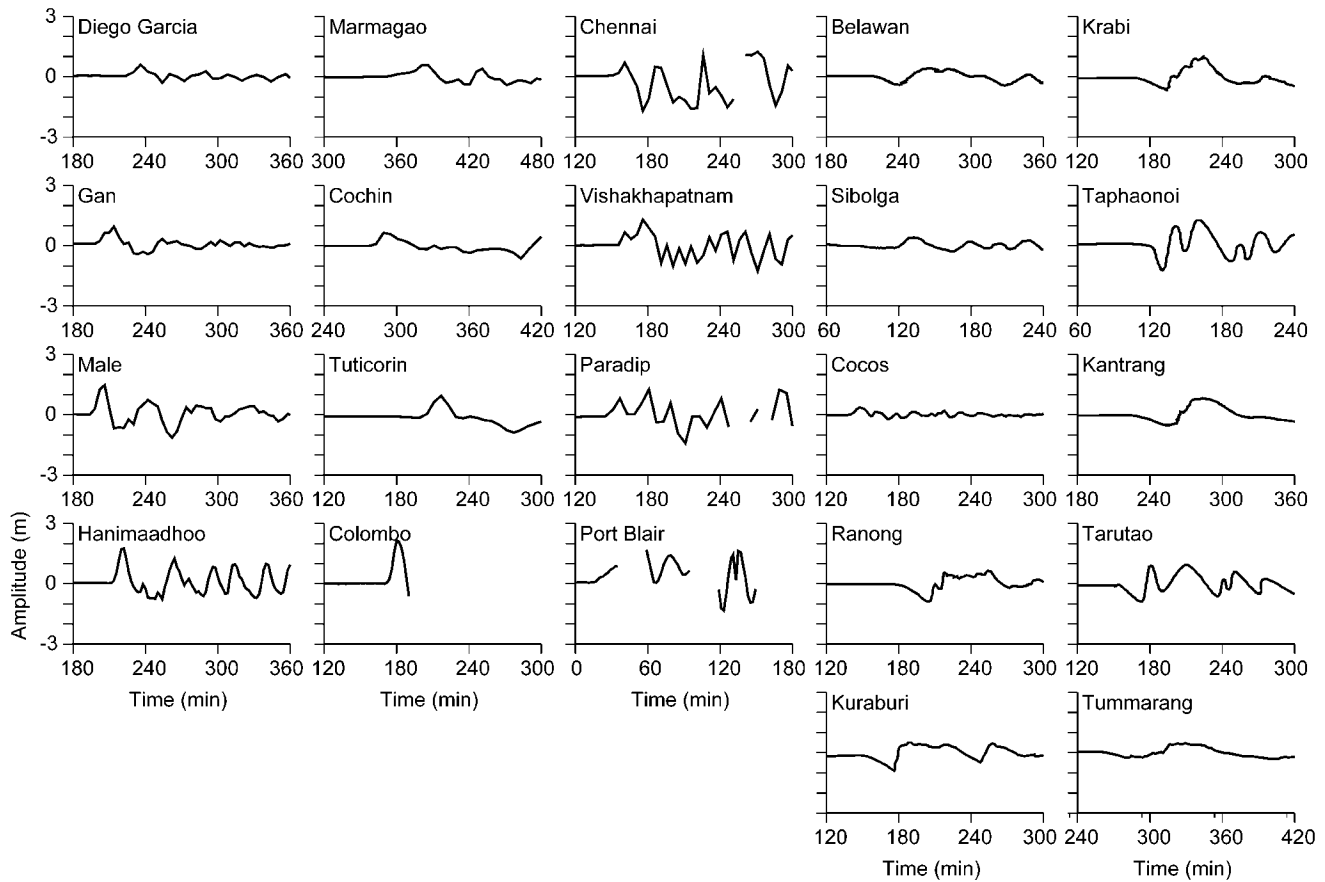 3 Diego Garcia Marmagao Chennai Belawan Krabi
0
-3
180 240 300 360 300 360 420 480 120 180 240 300 180 240 300 360 120 180 240 300
3 Gan Cochin Vishakhapatnam Sibolga Taphaonoi
0
-3
180 240 300 360 240 300 360 420 120 180 240 300 60 120 180 240 60 120 180 240
3 Male Tuticorin Paradip Cocos Kantrang
0
-3
180 240 300 360 120 180 240 300 120 180 240 300 120 180 240 300 180 240 300 360
3 Hanimaadhoo Colombo Port Blair Ranong Tarutao
0
Amplitude (m)
-3
180 240 300 360 120 180 240 300 0 60 120 180 120 180 240 300 120 180 240 300
Time (min) Time (min) Time (min)
Kuraburi Tummarang
120 180 240 300 240 300 360 420
Time (min) Time (min)